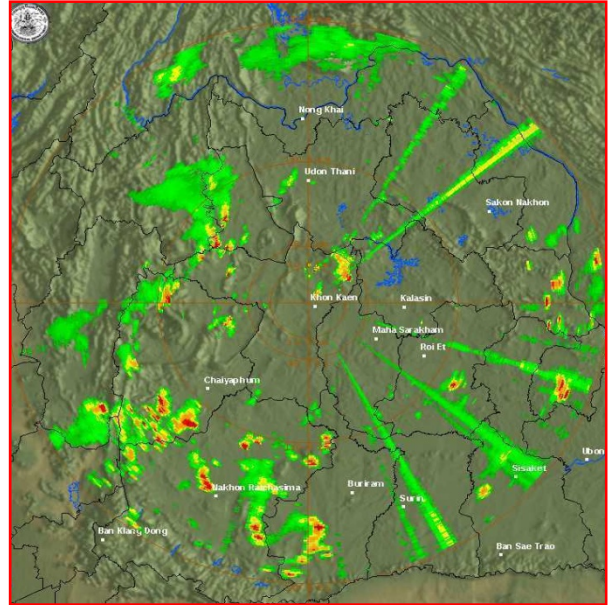 Nong Khai
Udon Thani
Sakon Nakhon
Khon Kaen
Kalasin
Maha Sarakham
Roi Et
Chaiyaphum
Ubon
Sisaket
Nakhon Ratchasima
Buriram
Surin
Ban Klang Dong
Ban Sae Trao